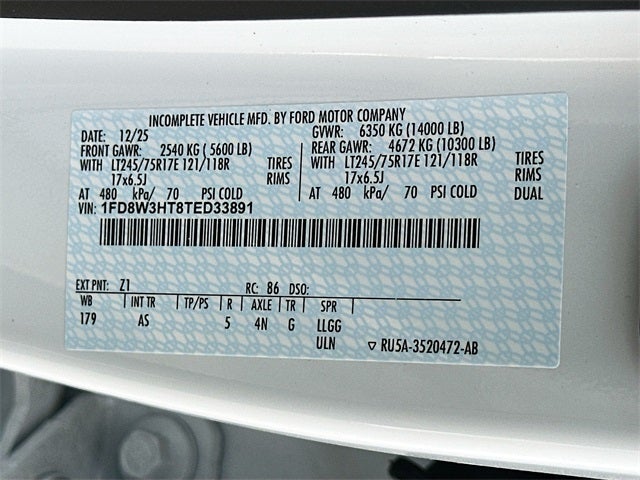 INCOMPLETE VEHICLE MFD. BY FORD MOTOR COMPANY
DATE: 12/25 GVWR: 6350 KG (14000 LB)
FRONT GAWR: 2540 KG ( 5600 LB) REAR GAWR: 4672 KG (10300 LB)
WITH LT245/75R17E 121/118R TIRES WITH LT245/75R17E 121/118R TIRES
17x6.5J RIMS 17x6.5J RIMS
AT 480 kPa/ 70 PSI COLD AT 480 kPa/ 70 PSI COLD DUAL
VIN: 1FD8W3HT8TED33891
EXT PNT: Z1 RC: 86 DSO:
WB INT TR TP/PS R AXLE TR SPR
179 AS 5 4N G LLGG
ULN ▽ RU5A-3520472-AB